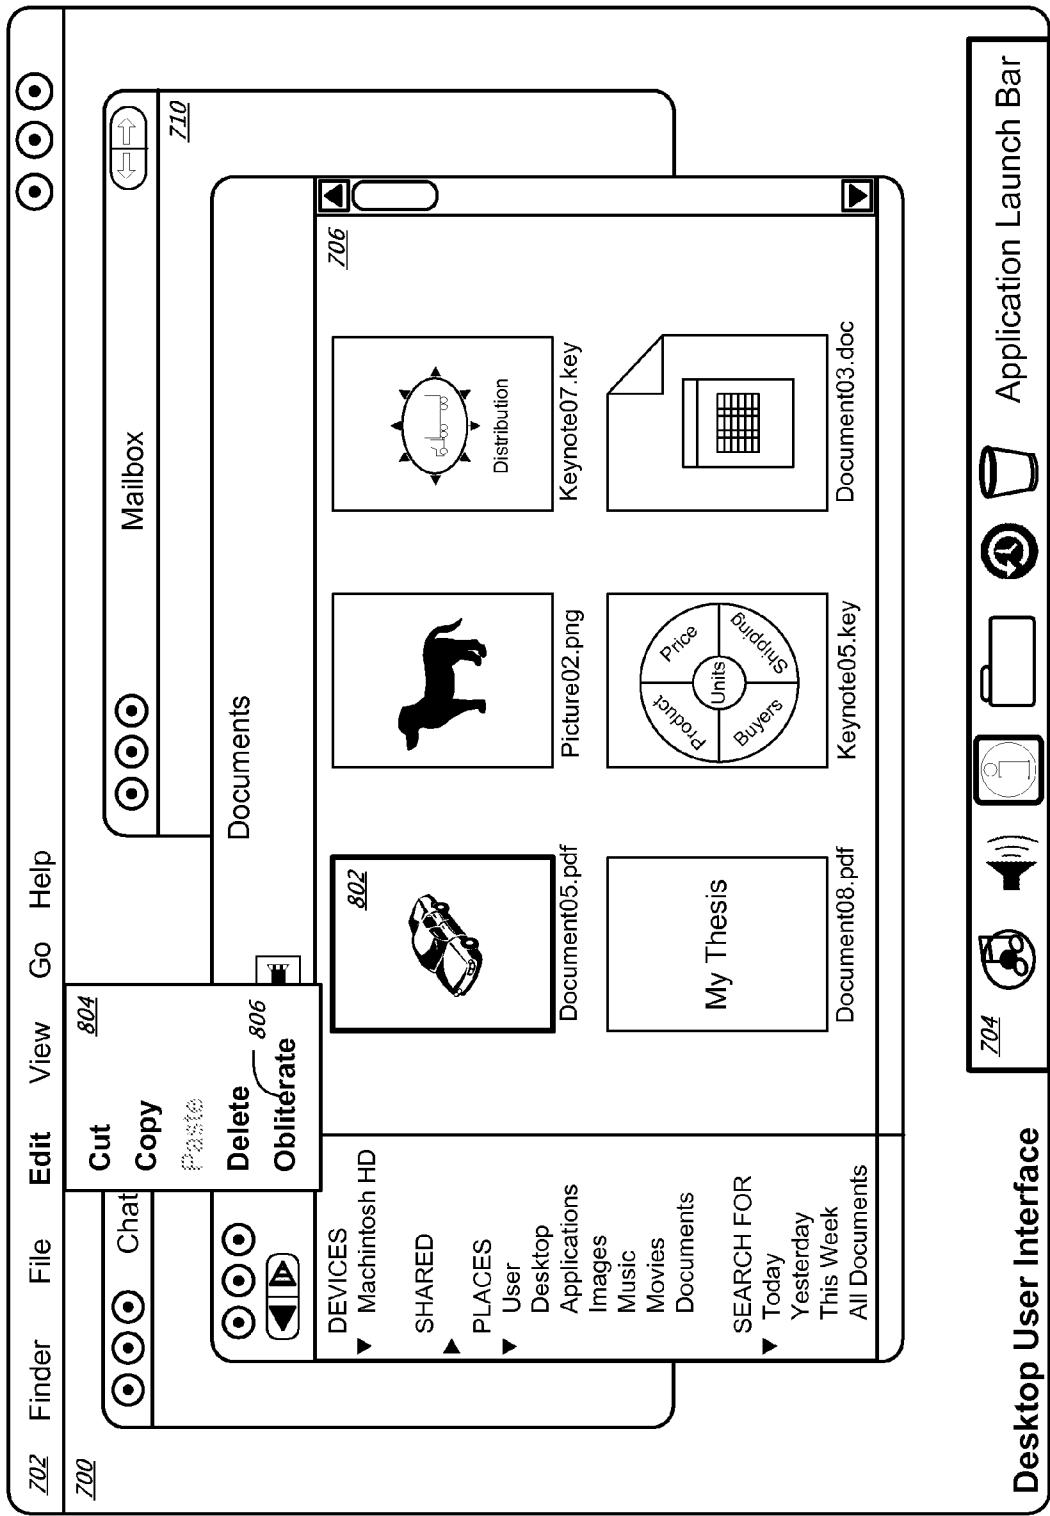 702 Finder File Edit View Go Help
700
Chat
Mailbox
710
804
Cut
Copy
Paste
Delete
Obliterate
806
Documents
706
DEVICES
Machintosh HD
SHARED
PLACES
User
Desktop
Applications
Images
Music
Movies
Documents
SEARCH FOR
Today
Yesterday
This Week
All Documents
802
Document05.pdf
Picture02.png
Distribution
Keynote07.key
My Thesis
Document08.pdf
Product
Price
Units
Buyers
Shipping
Keynote05.key
Document03.doc
Desktop User Interface
704
Application Launch Bar